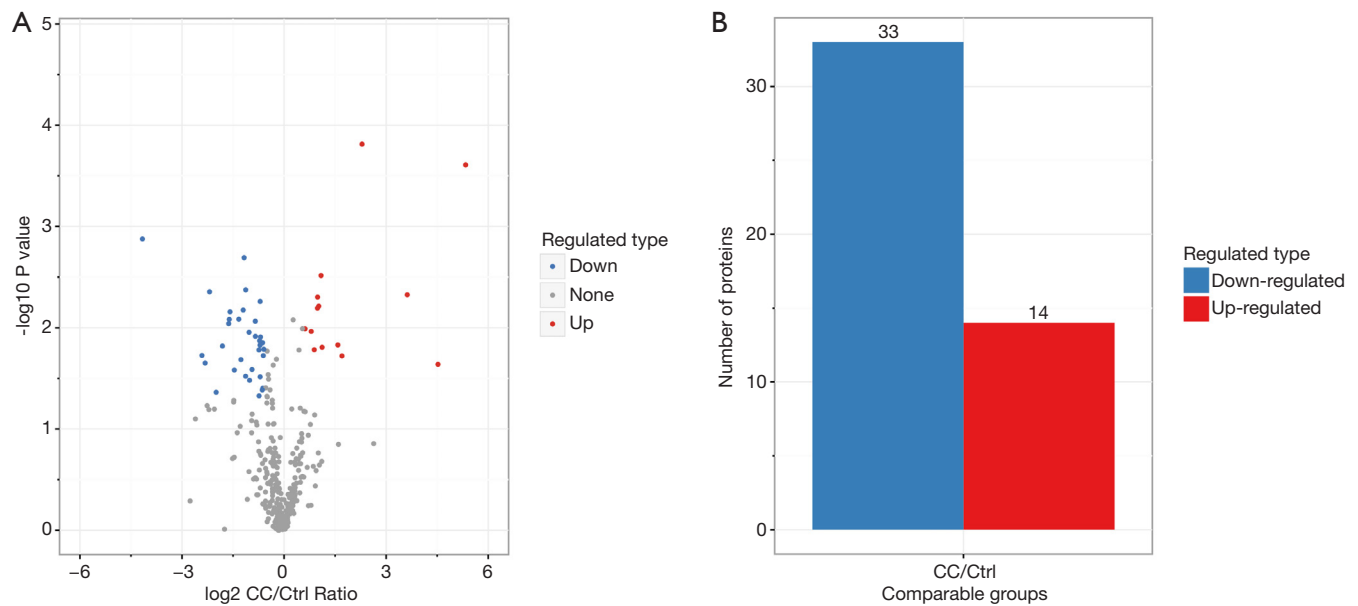 A
5
4
3
2
1
0
-log10 P value
−6
−3
0
3
6
log2 CC/Ctrl Ratio
Regulated type
Down
None
Up
B
33
14
30
20
10
0
Number of proteins
CC/Ctrl
Comparable groups
Regulated type
Down-regulated
Up-regulated